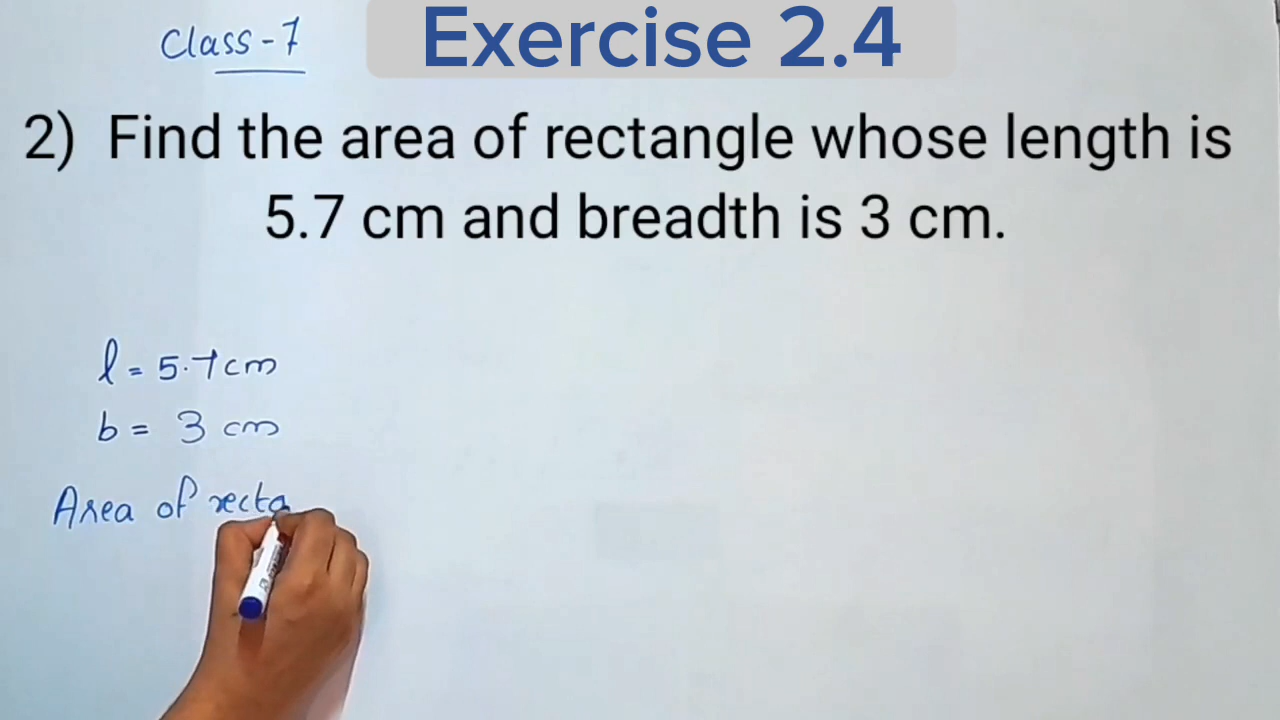 Class-7
Exercise 2.4
2) Find the area of rectangle whose length is
5.7 cm and breadth is 3 cm.
l = 5.7cm
b = 3 cm
Area of recta